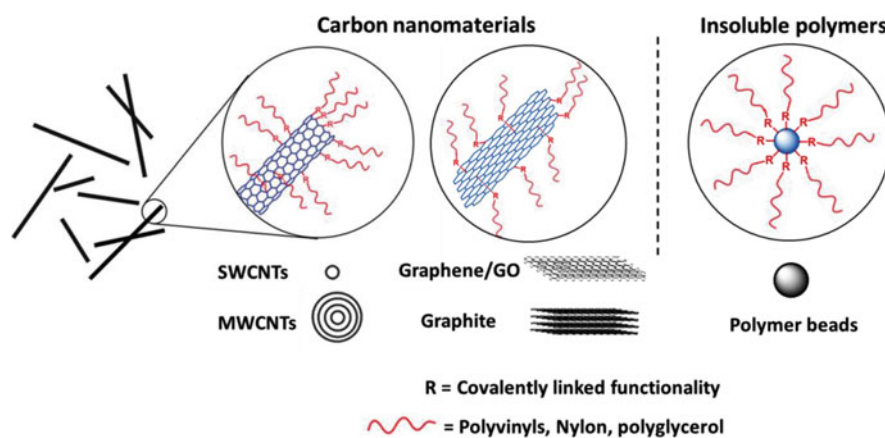 Carbon nanomaterials
Insoluble polymers
R R R R R R R R R
R R R R R R
R R R R R R R R
SWCNTs
Graphene/GO
MWCNTs
Graphite
Polymer beads
R = Covalently linked functionality
= Polyvinyls, Nylon, polyglycerol